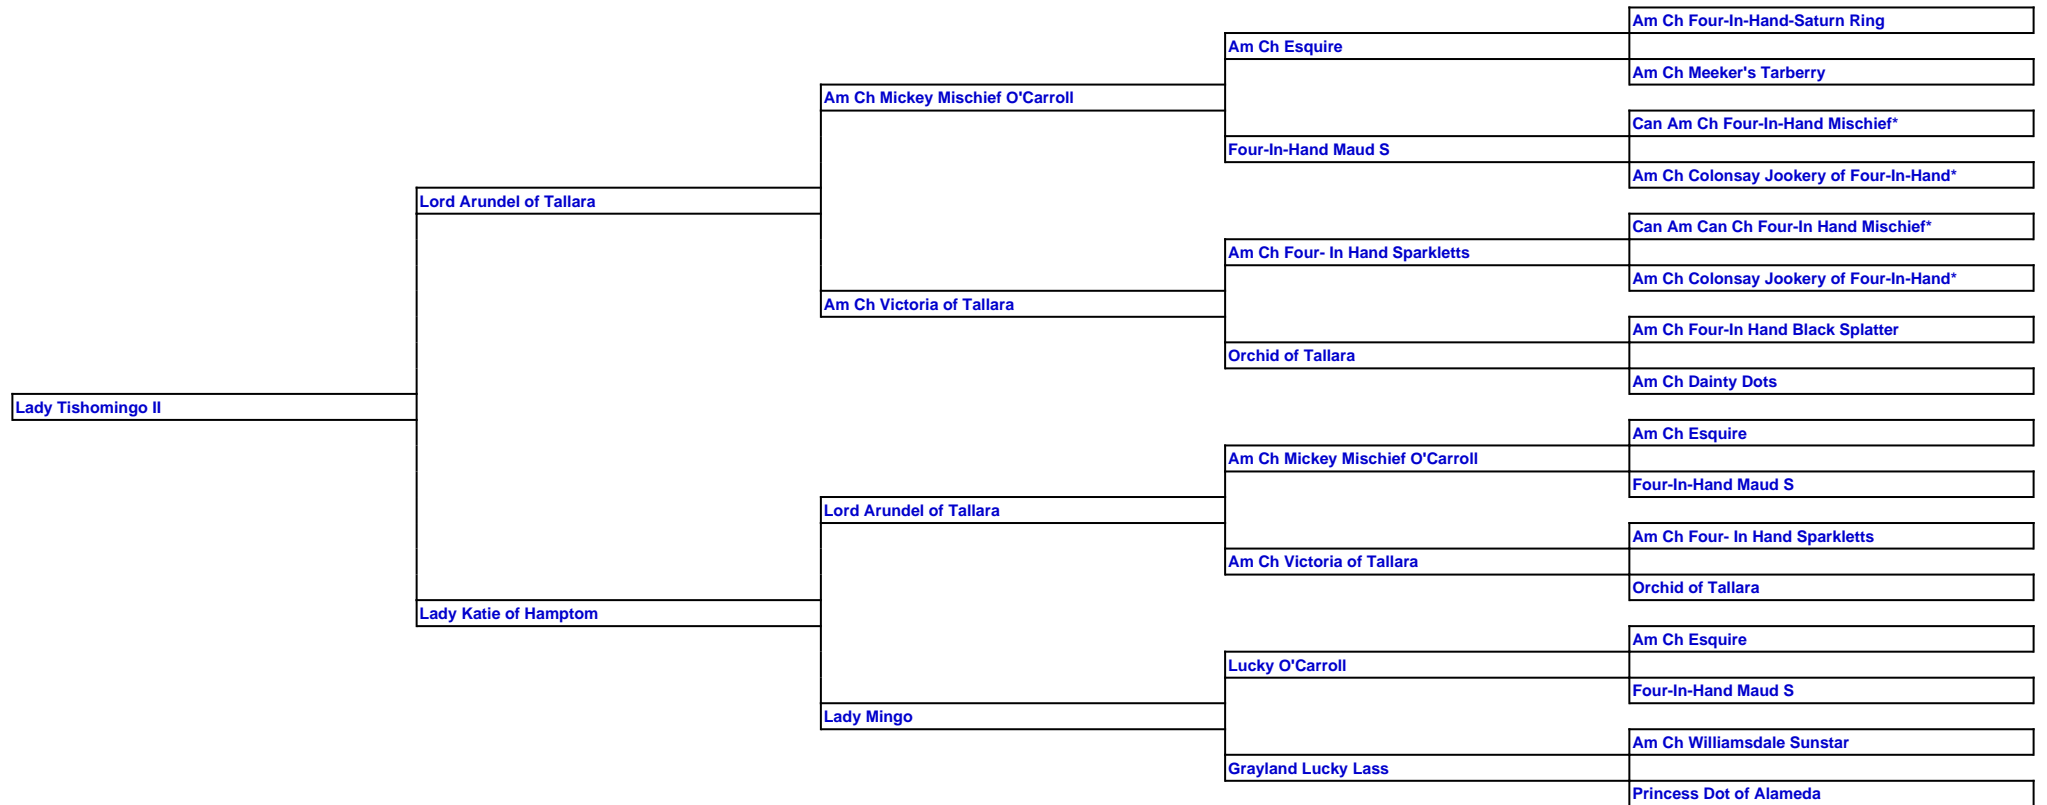 Am Ch Four-In-Hand-Saturn Ring
Am Ch Esquire
Am Ch Meeker's Tarberry
Am Ch Mickey Mischief O'Carroll
Can Am Ch Four-In-Hand Mischief*
Four-In-Hand Maud S
Am Ch Colonsay Jookery of Four-In-Hand*
Lord Arundel of Tallara
Can Am Can Ch Four-In Hand Mischief*
Am Ch Four- In Hand Sparkletts
Am Ch Colonsay Jookery of Four-In-Hand*
Am Ch Victoria of Tallara
Am Ch Four-In Hand Black Splatter
Orchid of Tallara
Am Ch Dainty Dots
Lady Tishomingo II
Am Ch Esquire
Am Ch Mickey Mischief O'Carroll
Four-In-Hand Maud S
Lord Arundel of Tallara
Am Ch Four- In Hand Sparkletts
Am Ch Victoria of Tallara
Orchid of Tallara
Lady Katie of Hamptom
Am Ch Esquire
Lucky O'Carroll
Four-In-Hand Maud S
Lady Mingo
Am Ch Williamsdale Sunstar
Grayland Lucky Lass
Princess Dot of Alameda